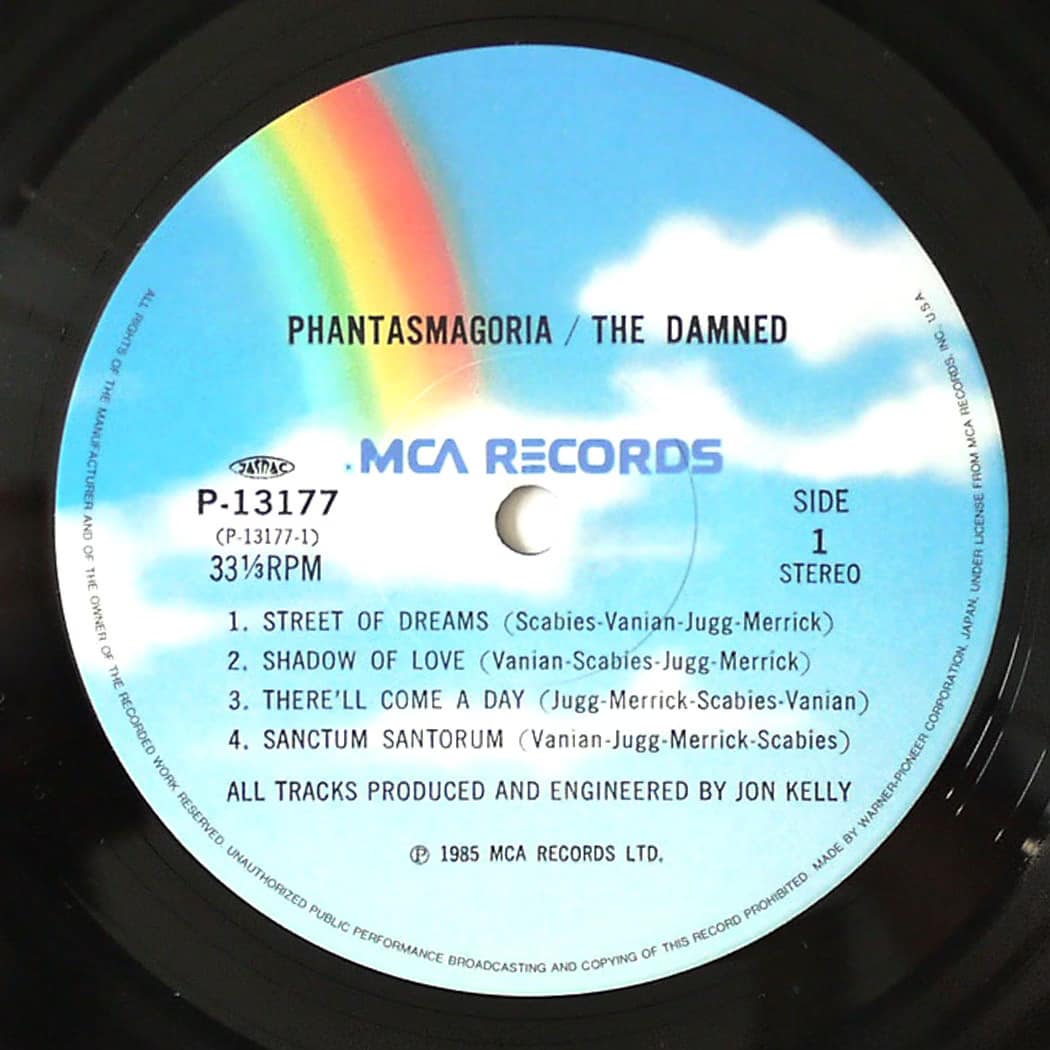 PHANTASMAGORIA / THE DAMNED
MCA RECORDS
JASRAC
P-13177
(P-13177-1)
33⅓RPM
SIDE
1
STEREO
1. STREET OF DREAMS (Scabies-Vanian-Jugg-Merrick)
2. SHADOW OF LOVE (Vanian-Scabies-Jugg-Merrick)
3. THERE'LL COME A DAY (Jugg-Merrick-Scabies-Vanian)
4. SANCTUM SANTORUM (Vanian-Jugg-Merrick-Scabies)
ALL TRACKS PRODUCED AND ENGINEERED BY JON KELLY
Ⓟ 1985 MCA RECORDS LTD.
ALL RIGHTS OF THE MANUFACTURER AND OF THE OWNER OF THE RECORDED WORK RESERVED. UNAUTHORIZED PUBLIC PERFORMANCE BROADCASTING AND COPYING OF THIS RECORD PROHIBITED. MADE BY WARNER-PIONEER CORPORATION, JAPAN, UNDER LICENSE FROM MCA RECORDS, INC., U.S.A.